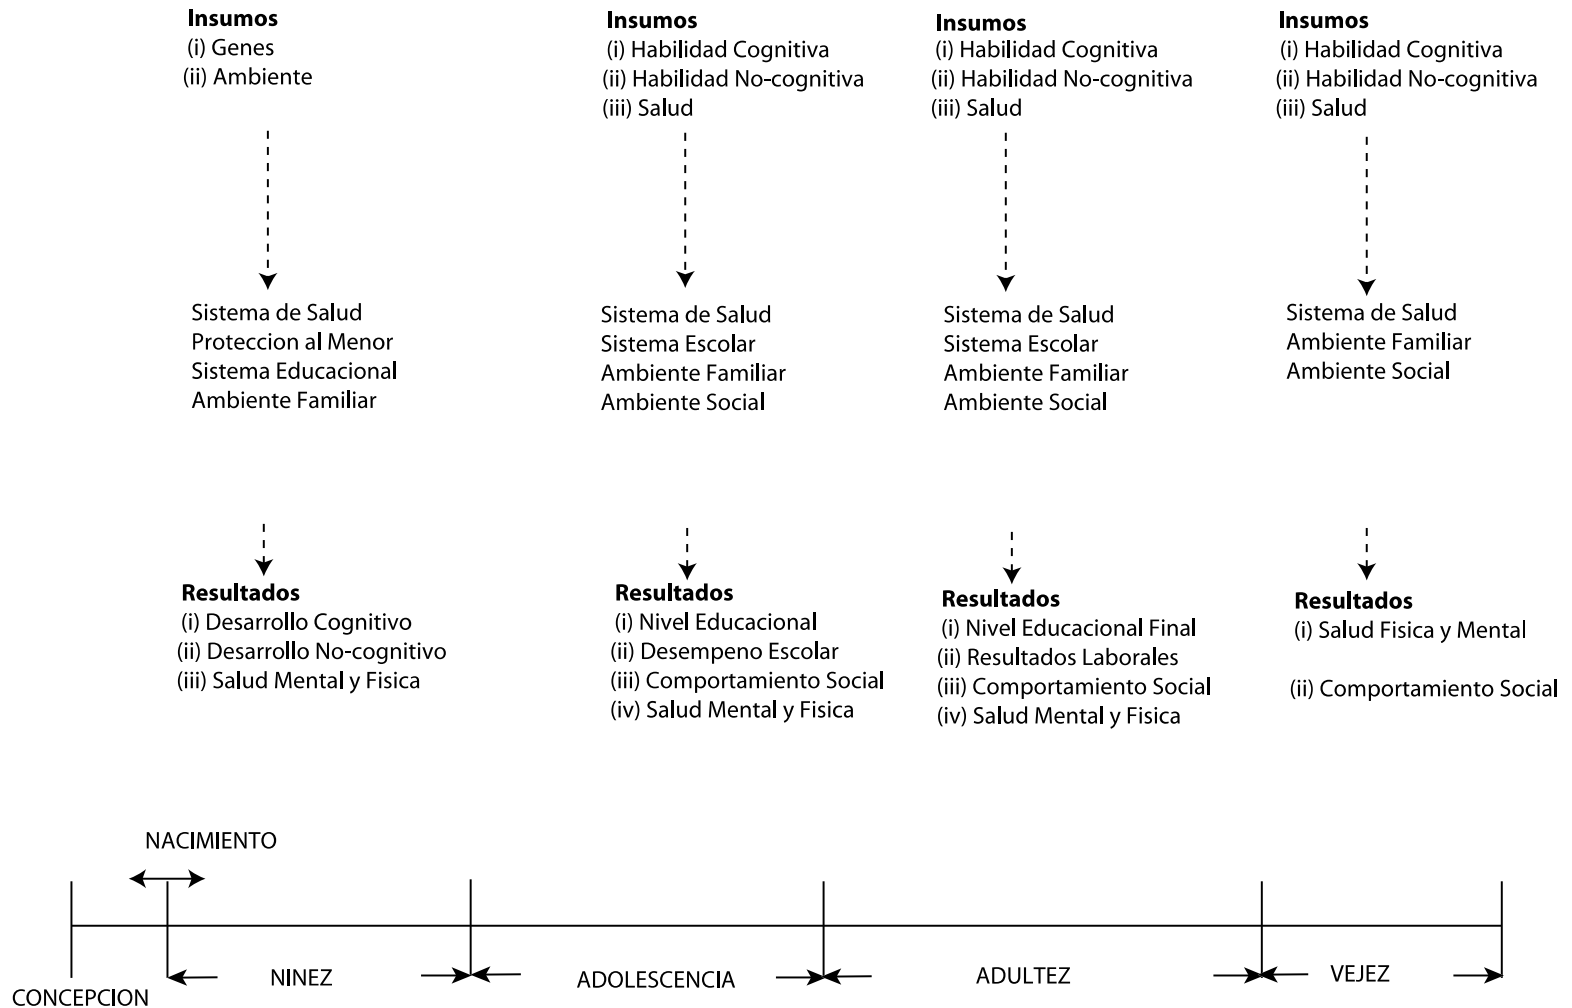 Insumos
(i) Genes
(ii) Ambiente
Sistema de Salud
Proteccion al Menor
Sistema Educacional
Ambiente Familiar
Resultados
(i) Desarrollo Cognitivo
(ii) Desarrollo No-cognitivo
(iii) Salud Mental y Fisica
Insumos
(i) Habilidad Cognitiva
(ii) Habilidad No-cognitiva
(iii) Salud
Sistema de Salud
Sistema Escolar
Ambiente Familiar
Ambiente Social
Resultados
(i) Nivel Educacional
(ii) Desempeno Escolar
(iii) Comportamiento Social
(iv) Salud Mental y Fisica
Insumos
(i) Habilidad Cognitiva
(ii) Habilidad No-cognitiva
(iii) Salud
Sistema de Salud
Sistema Escolar
Ambiente Familiar
Ambiente Social
Resultados
(i) Nivel Educacional Final
(ii) Resultados Laborales
(iii) Comportamiento Social
(iv) Salud Mental y Fisica
Insumos
(i) Habilidad Cognitiva
(ii) Habilidad No-cognitiva
(iii) Salud
Sistema de Salud
Ambiente Familiar
Ambiente Social
Resultados
(i) Salud Fisica y Mental
(ii) Comportamiento Social
NACIMIENTO
CONCEPCION
NINEZ
ADOLESCENCIA
ADULTEZ
VEJEZ